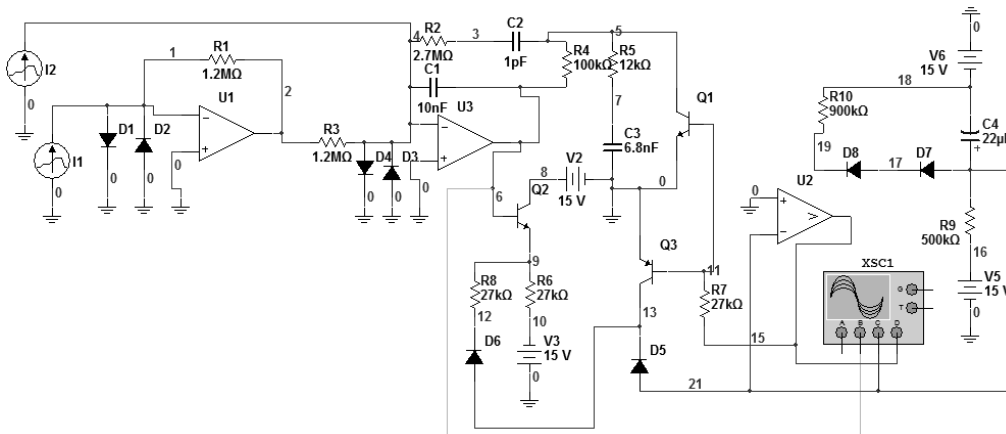 I2
0
I1
0
1
R1
1.2MΩ
2
U1
D1
D2
0
0
0
R3
1.2MΩ
D4
D3
0
0
0
4
R2
2.7MΩ
3
C2
1pF
C1
10nF
U3
R4
100kΩ
5
R5
12kΩ
7
C3
6.8nF
0
Q1
V2
8
15 V
Q2
6
9
R8
27kΩ
12
D6
R6
27kΩ
10
V3
15 V
0
Q3
13
D5
11
R7
27kΩ
15
21
U2
0
XSC1
G
T
A
B
C
D
0
V6
15 V
18
R10
900kΩ
19
D8
17
D7
C4
22µ
R9
500kΩ
16
V5
15 V
0